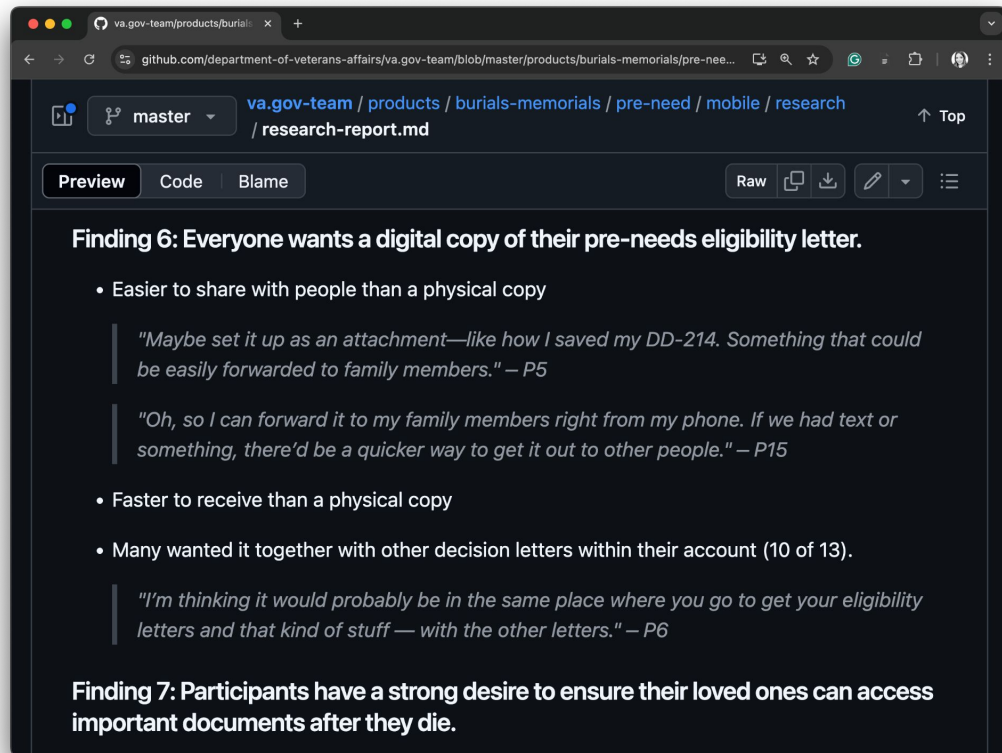 va.gov-team/products/burials
github.com/department-of-veterans-affairs/va.gov-team/blob/master/products/burials-memorials/pre-nee...
master
va.gov-team / products / burials-memorials / pre-need / mobile / research
/ research-report.md
Top
Preview
Code
Blame
Raw
Finding 6: Everyone wants a digital copy of their pre-needs eligibility letter.
• Easier to share with people than a physical copy
"Maybe set it up as an attachment—like how I saved my DD-214. Something that could
be easily forwarded to family members." – P5
"Oh, so I can forward it to my family members right from my phone. If we had text or
something, there'd be a quicker way to get it out to other people." – P15
• Faster to receive than a physical copy
• Many wanted it together with other decision letters within their account (10 of 13).
"I'm thinking it would probably be in the same place where you go to get your eligibility
letters and that kind of stuff — with the other letters." – P6
Finding 7: Participants have a strong desire to ensure their loved ones can access
important documents after they die.